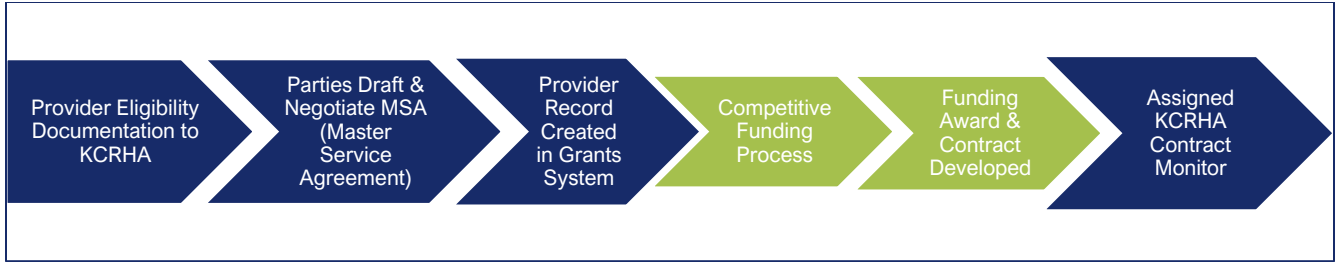 Provider Eligibility
Documentation to
KCRHA
Parties Draft &
Negotiate MSA
(Master
Service
Agreement)
Provider
Record
Created
in Grants
System
Competitive
Funding
Process
Funding
Award &
Contract
Developed
Assigned
KCRHA
Contract
Monitor